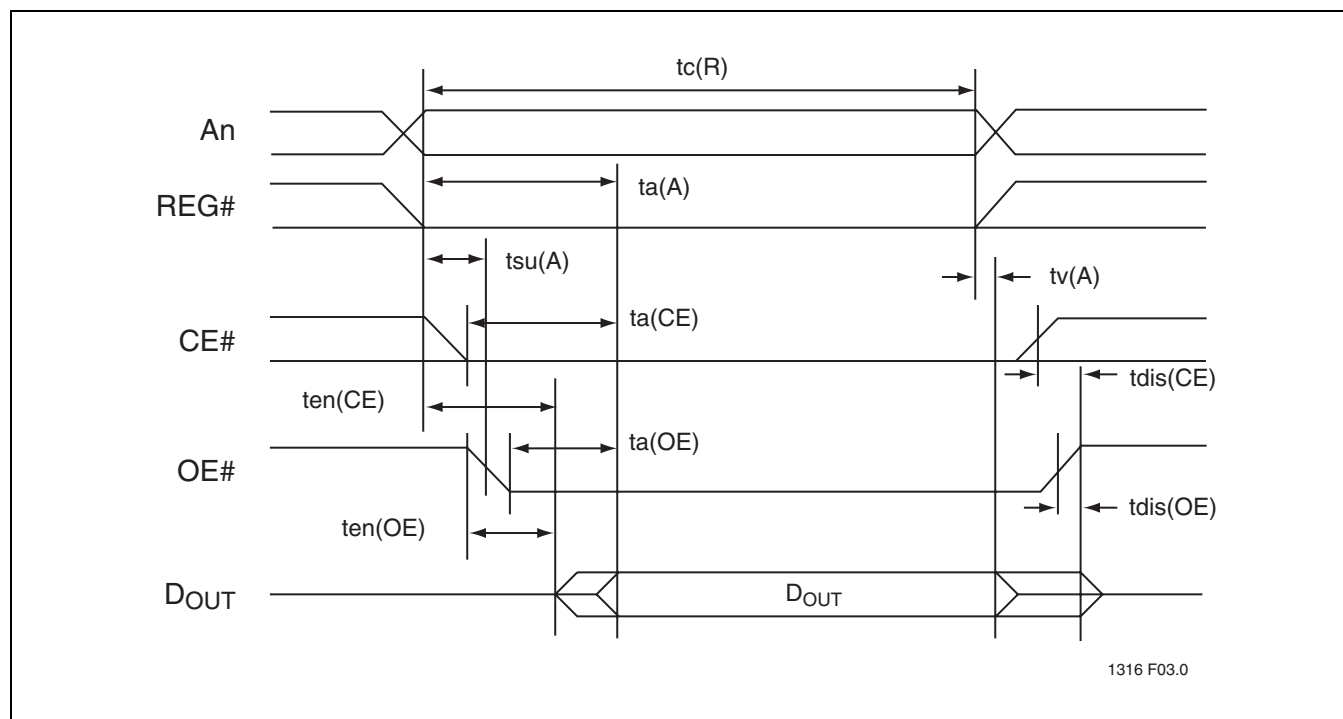 tc(R)
An
ta(A)
REG#
tsu(A)
tv(A)
ta(CE)
CE#
tdis(CE)
ten(CE)
ta(OE)
OE#
tdis(OE)
ten(OE)
DOUT
DOUT
1316 F03.0